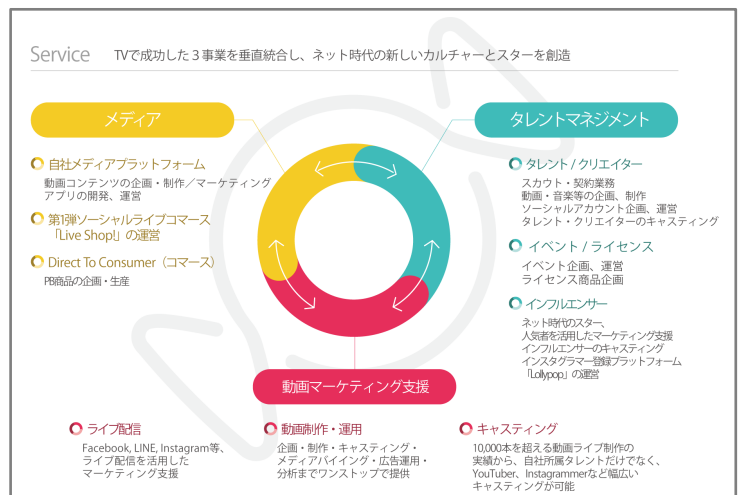 Service
TVで成功した3事業を垂直統合し、ネット時代の新しいカルチャーとスターを創造
メディア
自社メディアプラットフォーム
動画コンテンツの企画・制作／マーケティング
アプリの開発、運営
第1弾ソーシャルライブコマース
「Live Shop!」の運営
Direct To Consumer（コマース）
PB商品の企画・生産
タレントマネジメント
タレント / クリエイター
スカウト・契約業務
動画・音楽等の企画、制作
ソーシャルアカウント企画、運営
タレント・クリエイターのキャスティング
イベント / ライセンス
イベント企画、運営
ライセンス商品企画
インフルエンサー
ネット時代のスター、
人気者を活用したマーケティング支援
インフルエンサーのキャスティング
インスタグラマー登録プラットフォーム
「Lollypop」の運営
動画マーケティング支援
ライブ配信
Facebook, LINE, Instagram等、
ライブ配信を活用した
マーケティング支援
動画制作・運用
企画・制作・キャスティング・
メディアバイイング・広告運用・
分析までワンストップで提供
キャスティング
10,000本を超える動画ライブ制作の
実績から、自社所属タレントだけでなく、
YouTuber、Instagrammerなど幅広い
キャスティングが可能